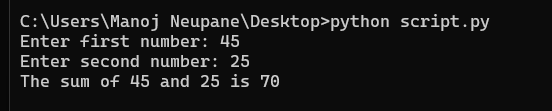 C:\Users\Manoj Neupane\Desktop>python script.py
Enter first number: 45
Enter second number: 25
The sum of 45 and 25 is 70